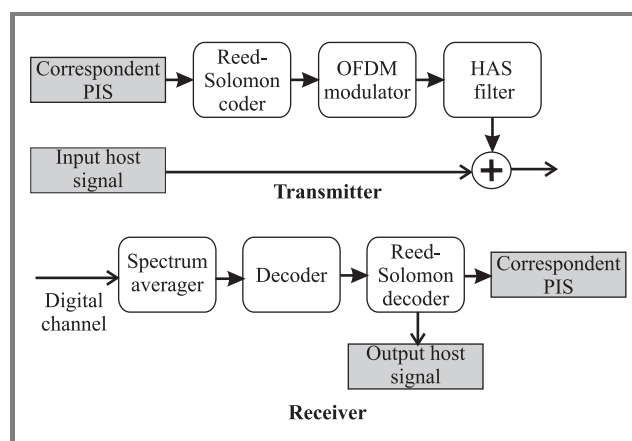 Correspondent
PIS
Reed-
Solomon
coder
OFDM
modulator
HAS
filter
Input host
signal
Transmitter
+
Digital
channel
Spectrum
averager
Decoder
Reed-
Solomon
decoder
Correspondent
PIS
Output host
signal
Receiver